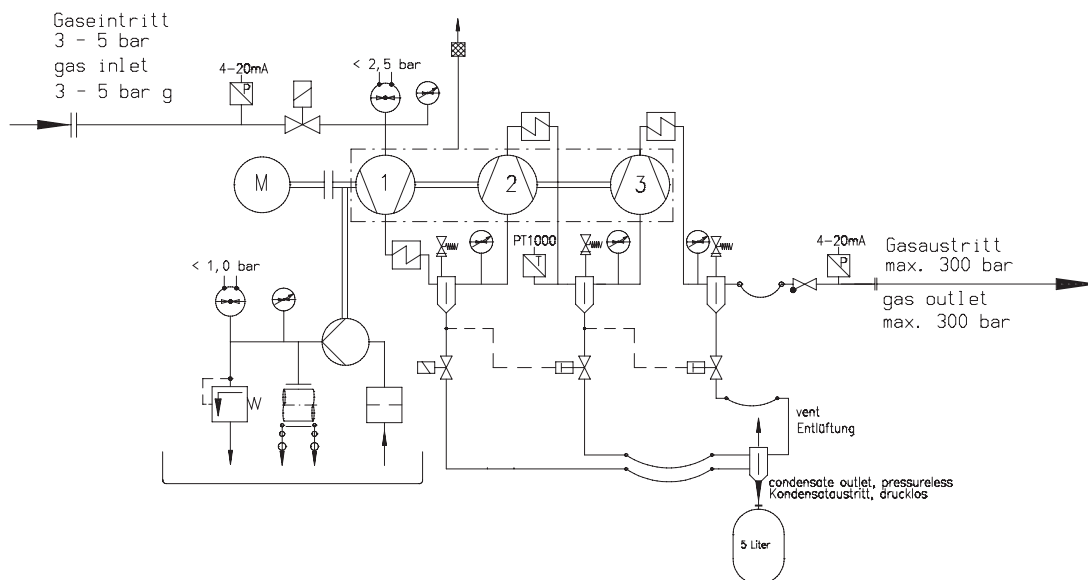 Gaseintritt
3 - 5 bar
gas inlet
3 - 5 bar g
4-20mA
P
< 2,5 bar
M
1
2
3
PT1000
T
4-20mA
P
Gasaustritt
max. 300 bar
gas outlet
max. 300 bar
< 1,0 bar
W
vent
Entlüftung
condensate outlet, pressureless
Kondensataustritt, drucklos
5 Liter